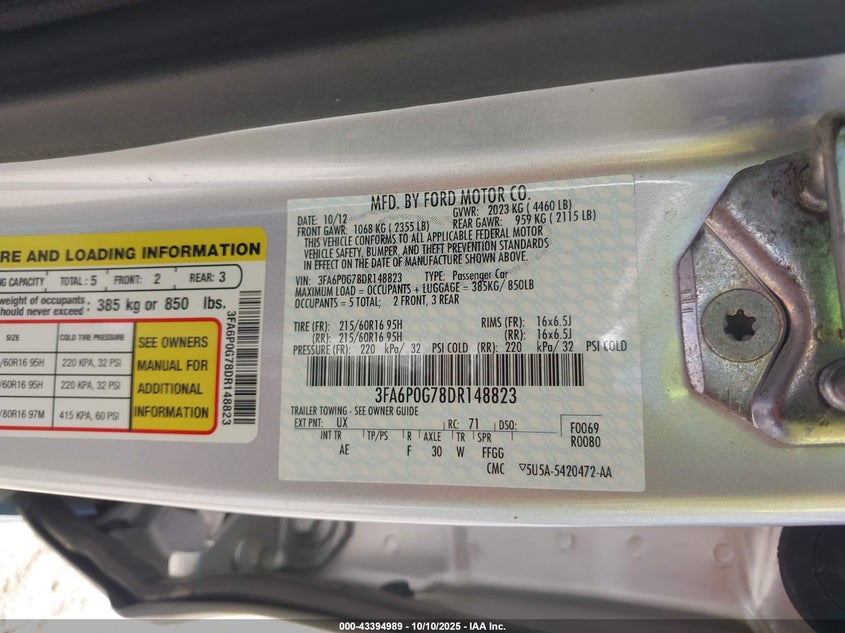 MFD. BY FORD MOTOR CO.
DATE: 10/12 GVWR: 2023 KG ( 4460 LB)
FRONT GAWR: 1068 KG ( 2355 LB) REAR GAWR: 959 KG ( 2115 LB)
THIS VEHICLE CONFORMS TO ALL APPLICABLE FEDERAL MOTOR
VEHICLE SAFETY, BUMPER, AND THEFT PREVENTION STANDARDS
IN EFFECT ON THE DATE OF MANUFACTURE SHOWN ABOVE.
VIN: 3FA6P0G78DR148823 TYPE: Passenger Car
MAXIMUM LOAD = OCCUPANTS + LUGGAGE = 385KG/ 850LB
OCCUPANTS = 5 TOTAL; 2 FRONT, 3 REAR
TIRE (FR): 215/60R16 95H RIMS (FR): 16x6.5J
(RR): 215/60R16 95H (RR): 16x6.5J
PRESSURE (FR): 220 kPa/ 32 PSI COLD (RR): 220 kPa/ 32 PSI COLD
3FA6P0G78DR148823
TRAILER TOWING - SEE OWNER GUIDE
EXT PNT: UX RC: 71 DSO: F0069
INT TR TP/PS R AXLE TR SPR R0080
AE F 30 W FFGG
CMC ▽5U5A-5420472-AA
RE AND LOADING INFORMATION
NG CAPACITY TOTAL : 5 FRONT: 2 REAR: 3
weight of occupants
hould never exceed : 385 kg or 850 lbs.
SIZE COLD TIRE PRESSURE
/60R16 95H 220 KPA, 32 PSI
/60R16 95H 220 KPA, 32 PSI
/80R16 97M 415 KPA, 60 PSI
SEE OWNERS
MANUAL FOR
ADDITIONAL
INFORMATION
3FA6P0G78DR148823
000-43394989 - 10/10/2025 - IAA Inc.